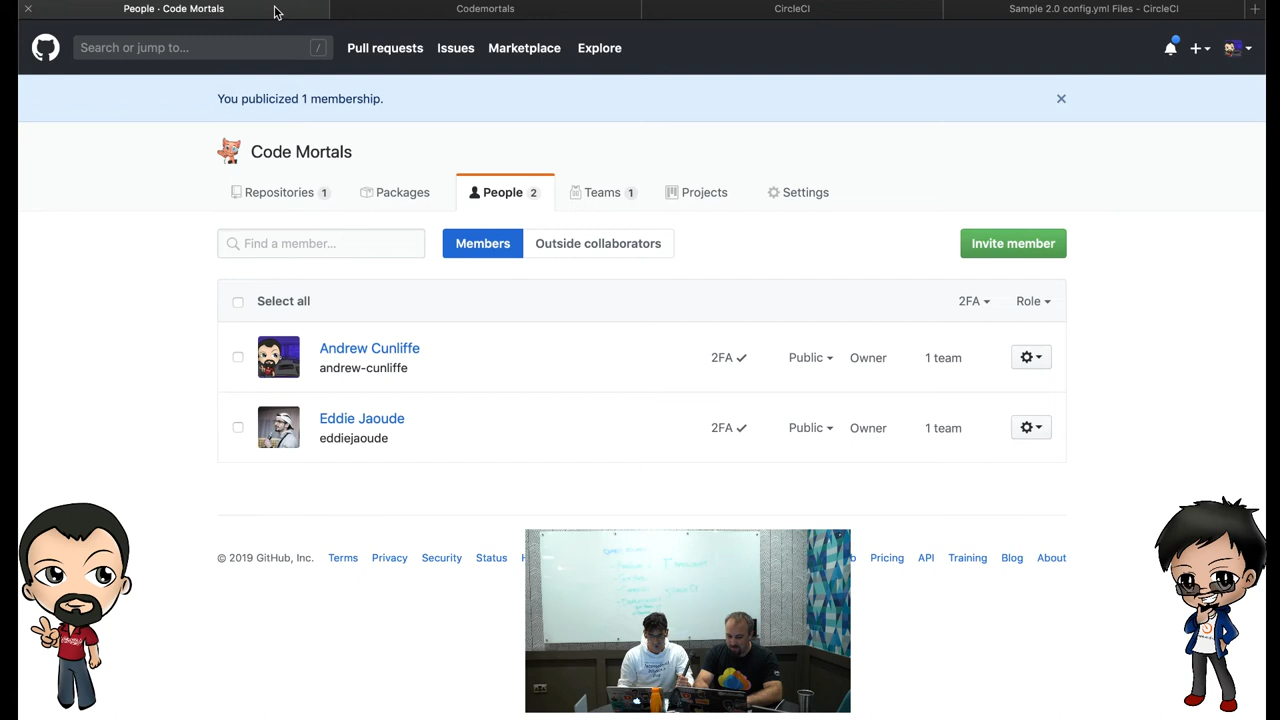 People · Code Mortals
Codemortals
CircleCI
Sample 2.0 config.yml Files - CircleCI
Search or jump to...
/
Pull requests
Issues
Marketplace
Explore
You publicized 1 membership.
Code Mortals
Repositories 1
Packages
People 2
Teams 1
Projects
Settings
Find a member...
Members
Outside collaborators
Invite member
Select all
2FA
Role
Andrew Cunliffe
andrew-cunliffe
2FA
Public
Owner
1 team
Eddie Jaoude
eddiejaoude
2FA
Public
Owner
1 team
© 2019 GitHub, Inc.
Terms
Privacy
Security
Status
Pricing
API
Training
Blog
About